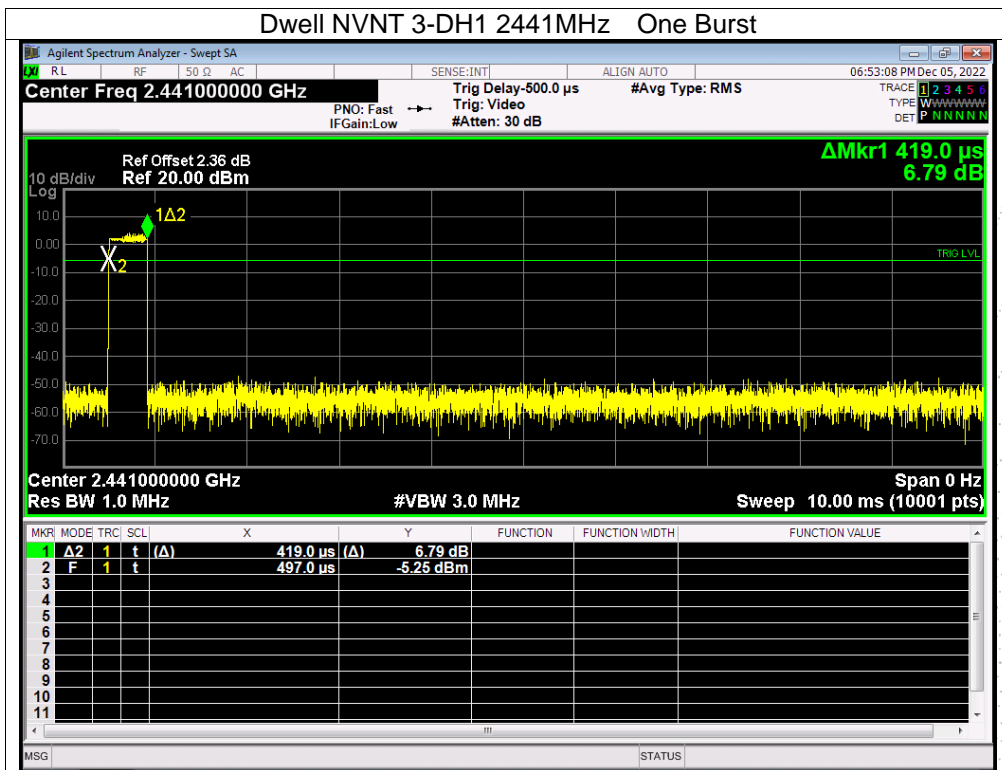 Dwell NVNT 3-DH1 2441MHz One Burst
Agilent Spectrum Analyzer - Swept SA
LXI RL RF 50 Ω AC SENSE:INT ALIGN AUTO 06:53:08 PM Dec 05, 2022
Center Freq 2.441000000 GHz Trig Delay-500.0 µs #Avg Type: RMS TRACE 1 2 3 4 5 6
PNO: Fast Trig: Video TYPE WWWWWWW
IFGain:Low #Atten: 30 dB DET P N N N N N
ΔMkr1 419.0 µs
Ref Offset 2.36 dB 6.79 dB
10 dB/div Ref 20.00 dBm
Log
10.0
1Δ2
0.00
TRIG LVL
X2
-10.0
-20.0
-30.0
-40.0
-50.0
-60.0
-70.0
Center 2.441000000 GHz Span 0 Hz
Res BW 1.0 MHz #VBW 3.0 MHz Sweep 10.00 ms (10001 pts)
MKR MODE TRC SCL X Y FUNCTION FUNCTION WIDTH FUNCTION VALUE
1 Δ2 1 t (Δ) 419.0 µs (Δ) 6.79 dB
2 F 1 t 497.0 µs -5.25 dBm
3
4
5
6
7
8
9
10
11
MSG STATUS